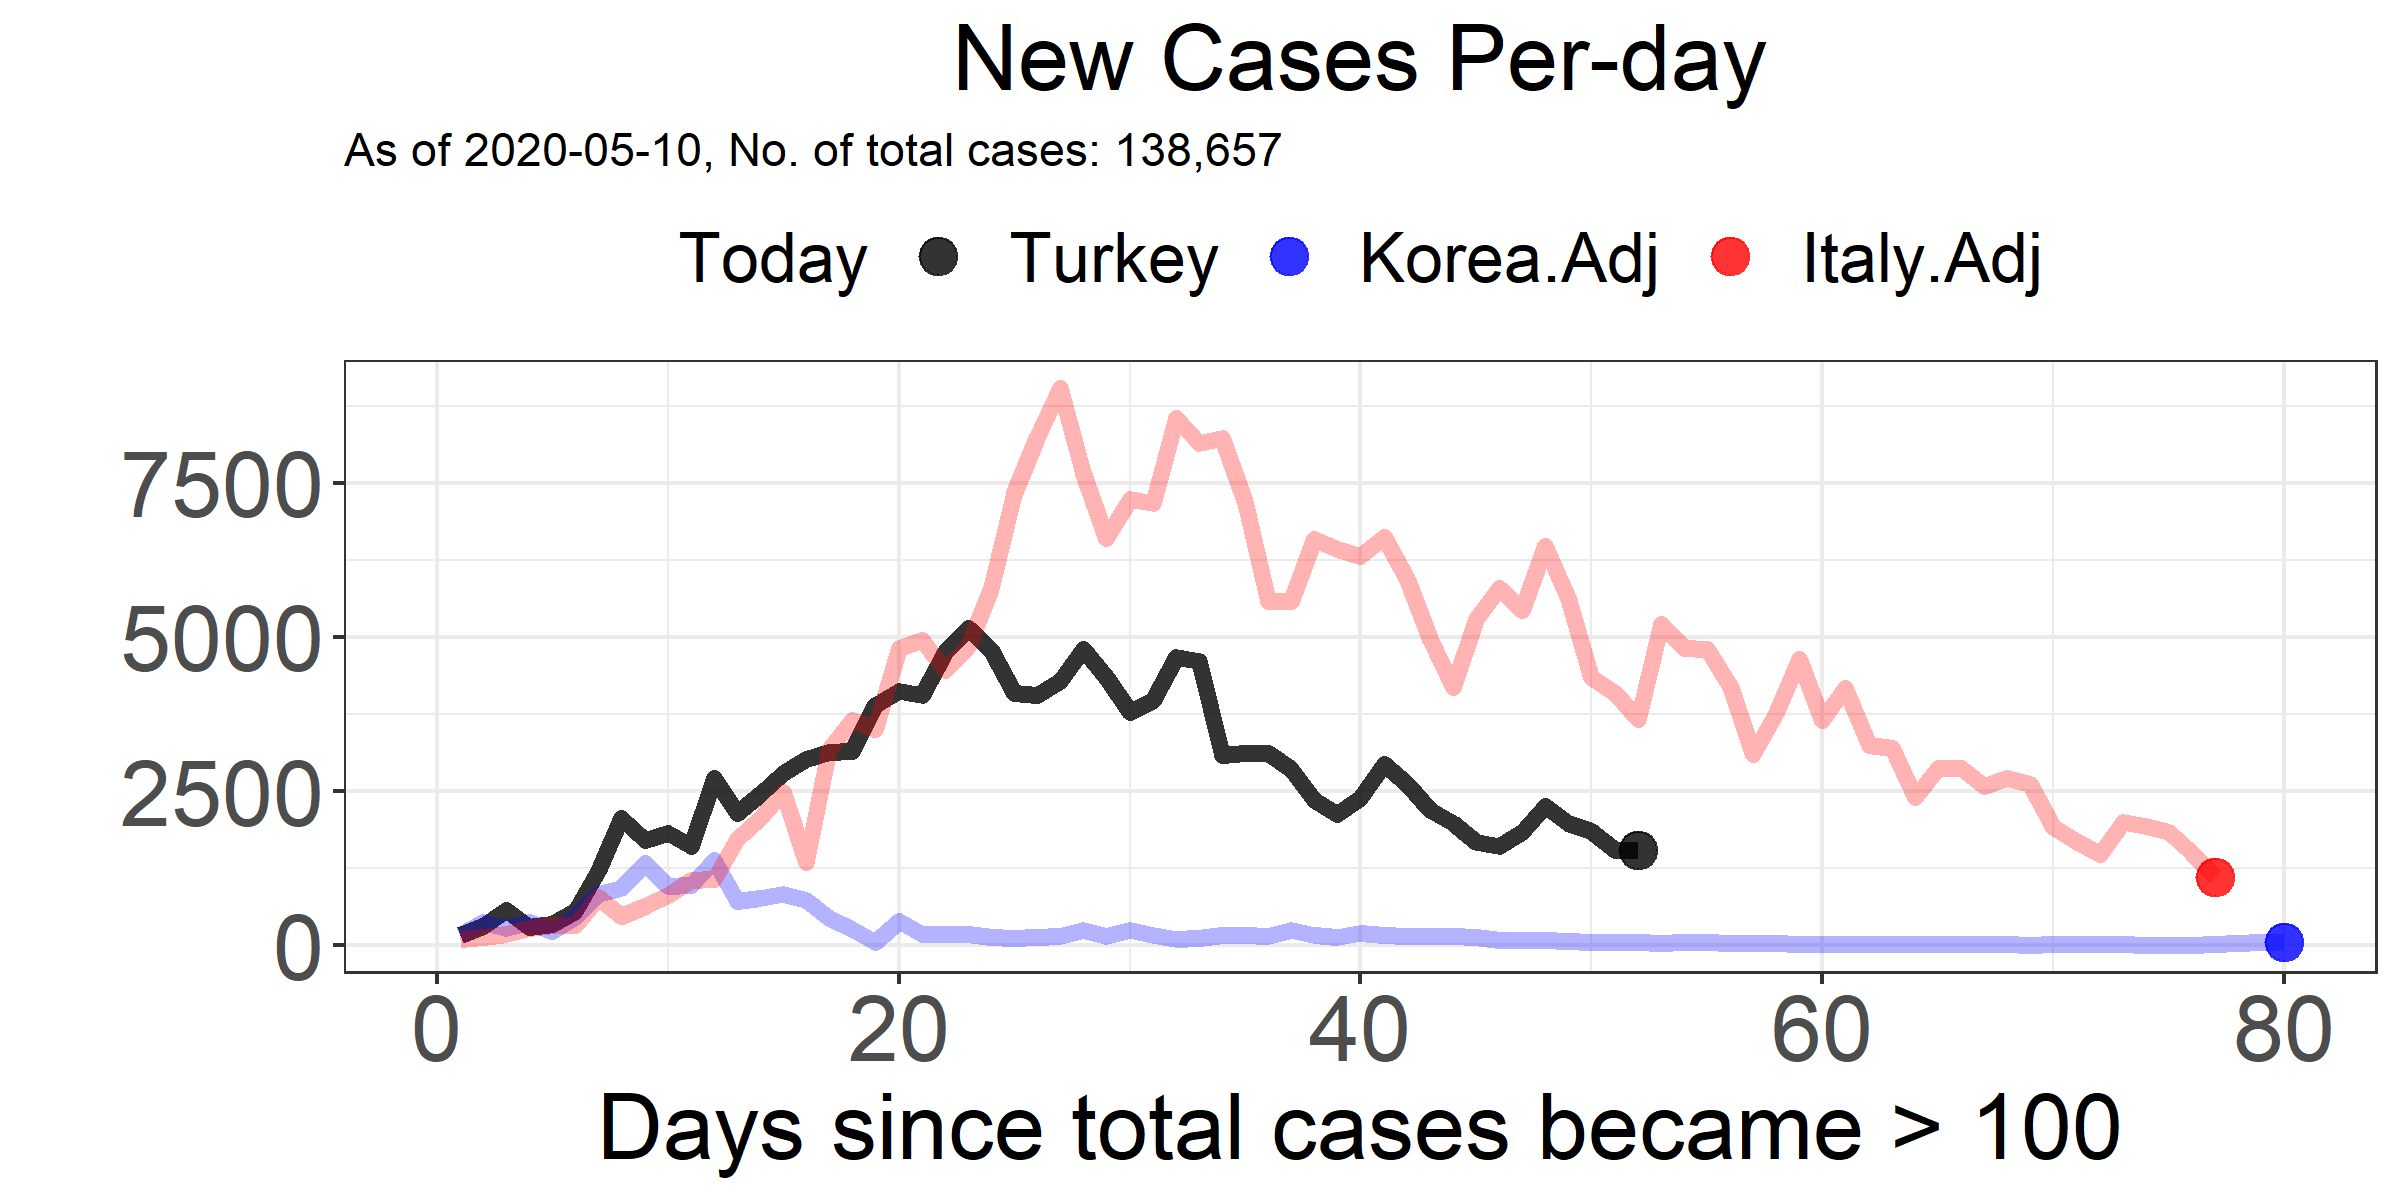 New Cases Per-day
As of 2020-05-10, No. of total cases: 138,657
Today Turkey Korea.Adj Italy.Adj
7500
5000
2500
0
0 20 40 60 80
Days since total cases became > 100